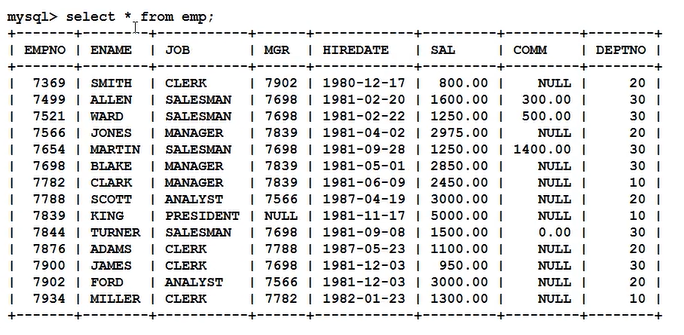 mysql> select * from emp;
+-------+--------+-----------+------+------------+---------+---------+--------+
| EMPNO | ENAME  | JOB       | MGR  | HIREDATE   | SAL     | COMM    | DEPTNO |
+-------+--------+-----------+------+------------+---------+---------+--------+
|  7369 | SMITH  | CLERK     | 7902 | 1980-12-17 |  800.00 |    NULL |     20 |
|  7499 | ALLEN  | SALESMAN  | 7698 | 1981-02-20 | 1600.00 |  300.00 |     30 |
|  7521 | WARD   | SALESMAN  | 7698 | 1981-02-22 | 1250.00 |  500.00 |     30 |
|  7566 | JONES  | MANAGER   | 7839 | 1981-04-02 | 2975.00 |    NULL |     20 |
|  7654 | MARTIN | SALESMAN  | 7698 | 1981-09-28 | 1250.00 | 1400.00 |     30 |
|  7698 | BLAKE  | MANAGER   | 7839 | 1981-05-01 | 2850.00 |    NULL |     30 |
|  7782 | CLARK  | MANAGER   | 7839 | 1981-06-09 | 2450.00 |    NULL |     10 |
|  7788 | SCOTT  | ANALYST   | 7566 | 1987-04-19 | 3000.00 |    NULL |     20 |
|  7839 | KING   | PRESIDENT | NULL | 1981-11-17 | 5000.00 |    NULL |     10 |
|  7844 | TURNER | SALESMAN  | 7698 | 1981-09-08 | 1500.00 |    0.00 |     30 |
|  7876 | ADAMS  | CLERK     | 7788 | 1987-05-23 | 1100.00 |    NULL |     20 |
|  7900 | JAMES  | CLERK     | 7698 | 1981-12-03 |  950.00 |    NULL |     30 |
|  7902 | FORD   | ANALYST   | 7566 | 1981-12-03 | 3000.00 |    NULL |     20 |
|  7934 | MILLER | CLERK     | 7782 | 1982-01-23 | 1300.00 |    NULL |     10 |
+-------+--------+-----------+------+------------+---------+---------+--------+